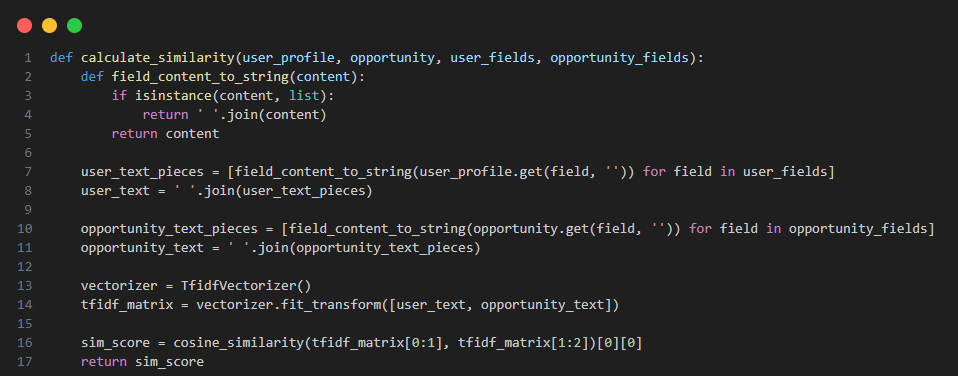 1 def calculate_similarity(user_profile, opportunity, user_fields, opportunity_fields):
2     def field_content_to_string(content):
3         if isinstance(content, list):
4             return ' '.join(content)
5         return content
6
7     user_text_pieces = [field_content_to_string(user_profile.get(field, '')) for field in user_fields]
8     user_text = ' '.join(user_text_pieces)
9
10     opportunity_text_pieces = [field_content_to_string(opportunity.get(field, '')) for field in opportunity_fields]
11     opportunity_text = ' '.join(opportunity_text_pieces)
12
13     vectorizer = TfidfVectorizer()
14     tfidf_matrix = vectorizer.fit_transform([user_text, opportunity_text])
15
16     sim_score = cosine_similarity(tfidf_matrix[0:1], tfidf_matrix[1:2])[0][0]
17     return sim_score